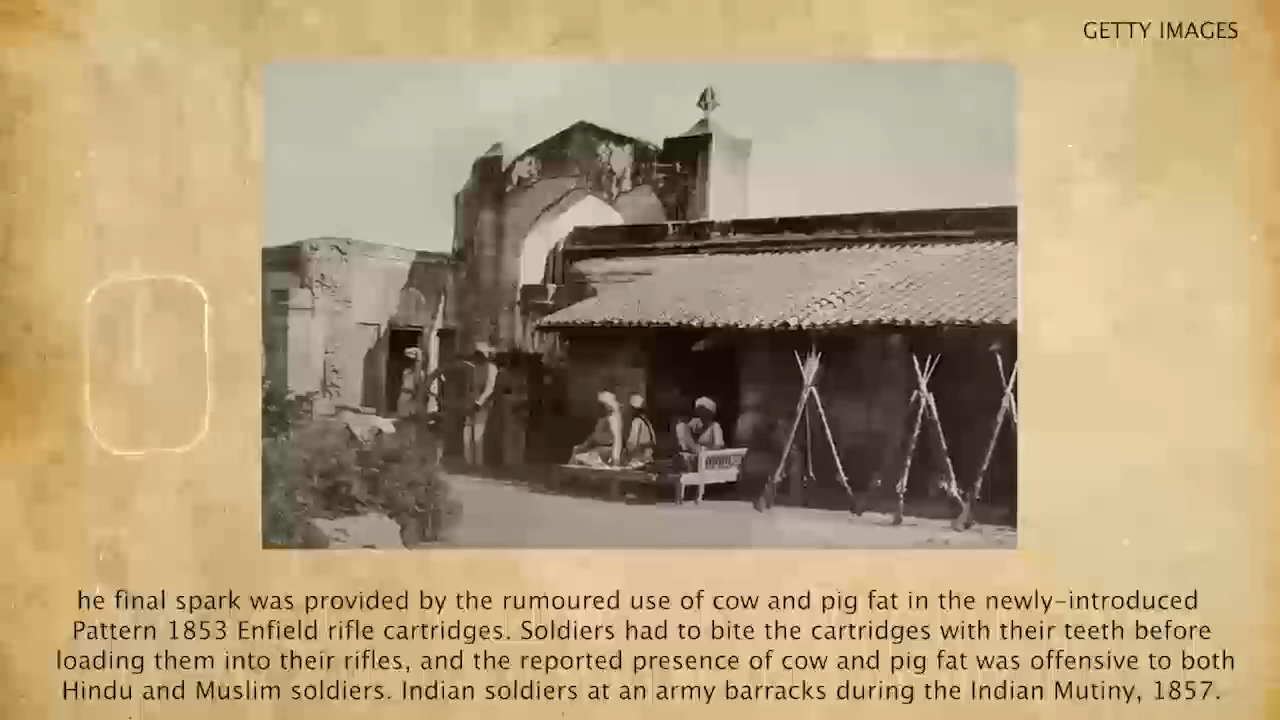 GETTY IMAGES
he final spark was provided by the rumoured use of cow and pig fat in the newly-introduced
Pattern 1853 Enfield rifle cartridges. Soldiers had to bite the cartridges with their teeth before
loading them into their rifles, and the reported presence of cow and pig fat was offensive to both
Hindu and Muslim soldiers. Indian soldiers at an army barracks during the Indian Mutiny, 1857.